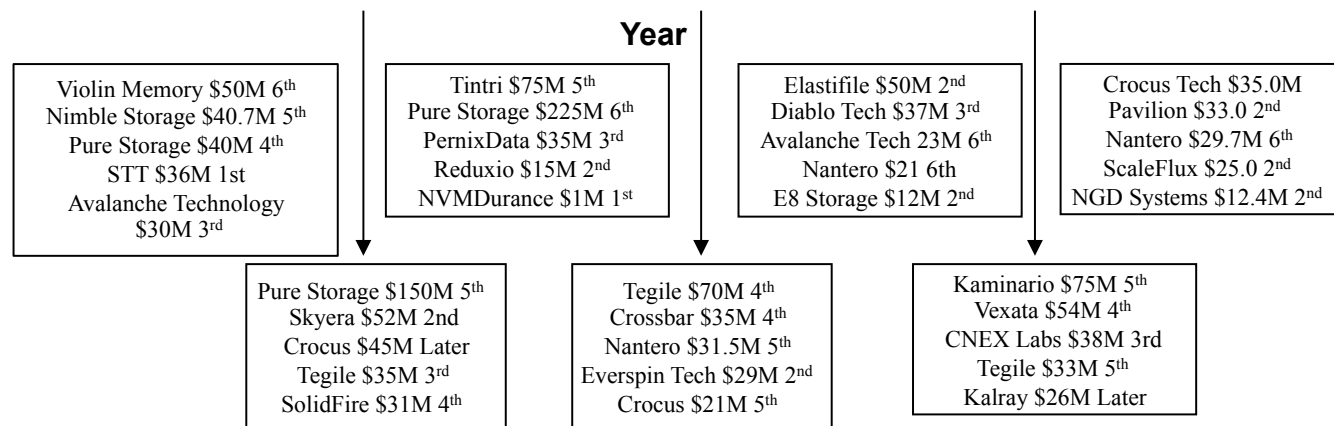 Year
Violin Memory $50M 6th
Nimble Storage $40.7M 5th
Pure Storage $40M 4th
STT $36M 1st
Avalanche Technology
$30M 3rd
Tintri $75M 5th
Pure Storage $225M 6th
PernixData $35M 3rd
Reduxio $15M 2nd
NVMDurance $1M 1st
Elastifile $50M 2nd
Diablo Tech $37M 3rd
Avalanche Tech 23M 6th
Nantero $21 6th
E8 Storage $12M 2nd
Crocus Tech $35.0M
Pavilion $33.0 2nd
Nantero $29.7M 6th
ScaleFlux $25.0 2nd
NGD Systems $12.4M 2nd
Pure Storage $150M 5th
Skyera $52M 2nd
Crocus $45M Later
Tegile $35M 3rd
SolidFire $31M 4th
Tegile $70M 4th
Crossbar $35M 4th
Nantero $31.5M 5th
Everspin Tech $29M 2nd
Crocus $21M 5th
Kaminario $75M 5th
Vexata $54M 4th
CNEX Labs $38M 3rd
Tegile $33M 5th
Kalray $26M Later